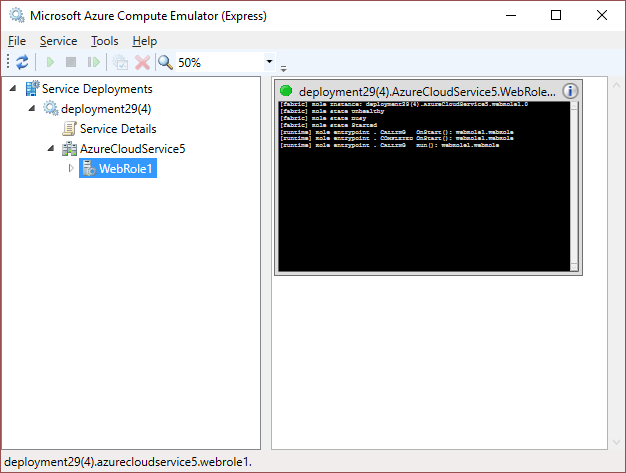 Microsoft Azure Compute Emulator (Express)
File Service Tools Help
50%
Service Deployments
deployment29(4)
Service Details
AzureCloudService5
WebRole1
deployment29(4).AzureCloudService5.WebRole...
[fabric] Role Instance: deployment29(4).AzureCloudService5.WebRole1.0
[fabric] Role state Unhealthy
[fabric] Role state Busy
[fabric] Role state Started
[runtime] Role entrypoint . CALLING OnStart(): WebRole1.WebRole
[runtime] Role entrypoint . COMPLETED OnStart(): WebRole1.WebRole
[runtime] Role entrypoint . CALLING Run(): WebRole1.WebRole
deployment29(4).azurecloudservice5.webrole1.